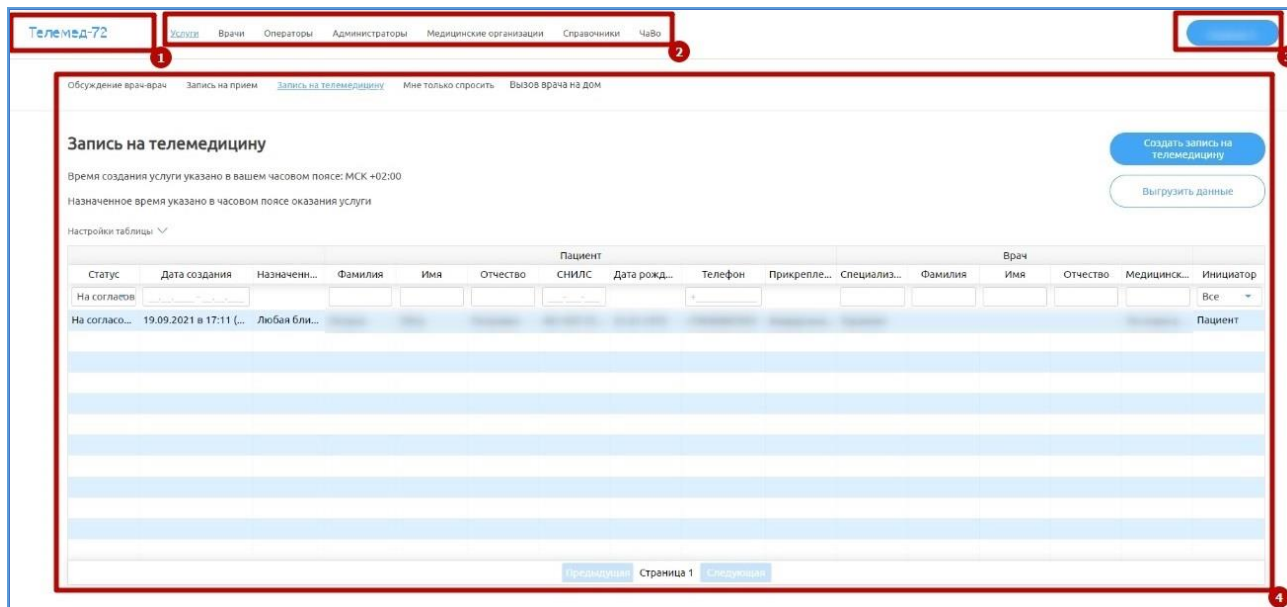 Телемед-72
Услуги Врачи Операторы Администраторы Медицинские организации Справочники ЧаВо
1
2
3
Обсуждение врач-врач Запись на прием Запись на телемедицину Мне только спросить Вызов врача на дом
Запись на телемедицину
Создать запись на
телемедицину
Время создания услуги указано в вашем часовом поясе: МСК +02:00
Выгрузить данные
Назначенное время указано в часовом поясе оказания услуги
Настройки таблицы
Пациент Врач
Статус Дата создания Назначенн... Фамилия Имя Отчество СНИЛС Дата рожд... Телефон Прикрепле... Специализ... Фамилия Имя Отчество Медицинск... Инициатор
На согласов Все
На согласо... 19.09.2021 в 17:11 (... Любая бли... Пациент
Предыдущая Страница 1 Следующая
4